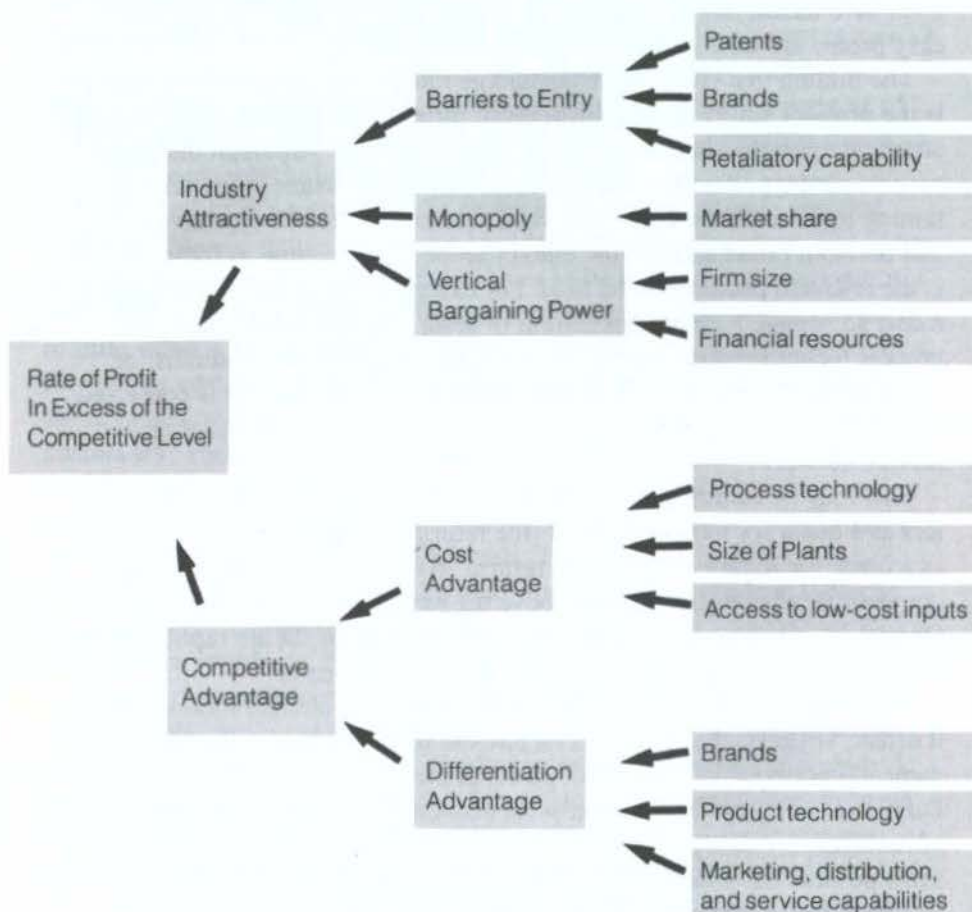 Patents
Barriers to Entry
Brands
Retaliatory capability
Industry
Attractiveness
Monopoly
Market share
Vertical
Bargaining Power
Firm size
Financial resources
Rate of Profit
In Excess of the
Competitive Level
Process technology
Cost
Advantage
Size of Plants
Access to low-cost inputs
Competitive
Advantage
Differentiation
Advantage
Brands
Product technology
Marketing, distribution,
and service capabilities